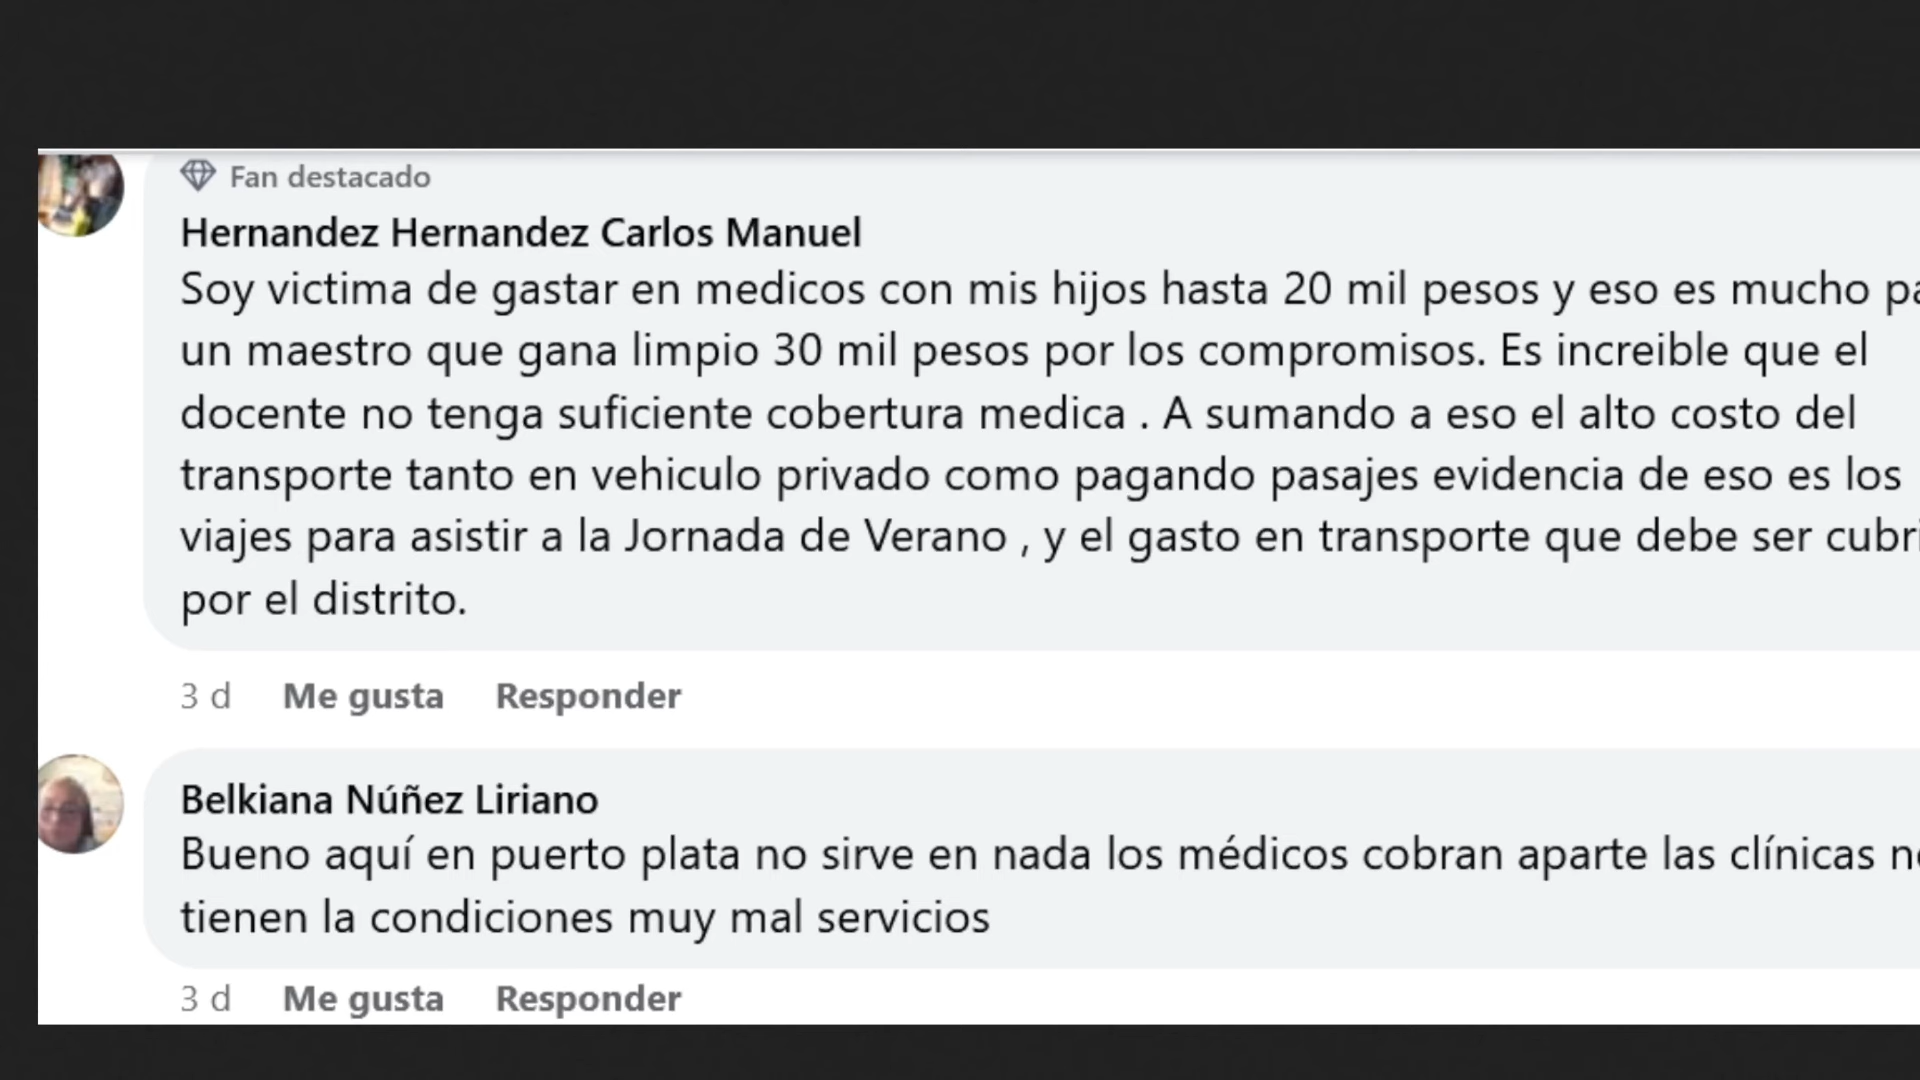 Fan destacado
Hernandez Hernandez Carlos Manuel
Soy victima de gastar en medicos con mis hijos hasta 20 mil pesos y eso es mucho
un maestro que gana limpio 30 mil pesos por los compromisos. Es increible que el
docente no tenga suficiente cobertura medica . A sumando a eso el alto costo del
transporte tanto en vehiculo privado como pagando pasajes evidencia de eso es los
viajes para asistir a la Jornada de Verano , y el gasto en transporte que debe ser
por el distrito.
3 d Me gusta Responder
Belkiana Núñez Liriano
Bueno aquí en puerto plata no sirve en nada los médicos cobran aparte las clínicas
tienen la condiciones muy mal servicios
3 d Me gusta Responder